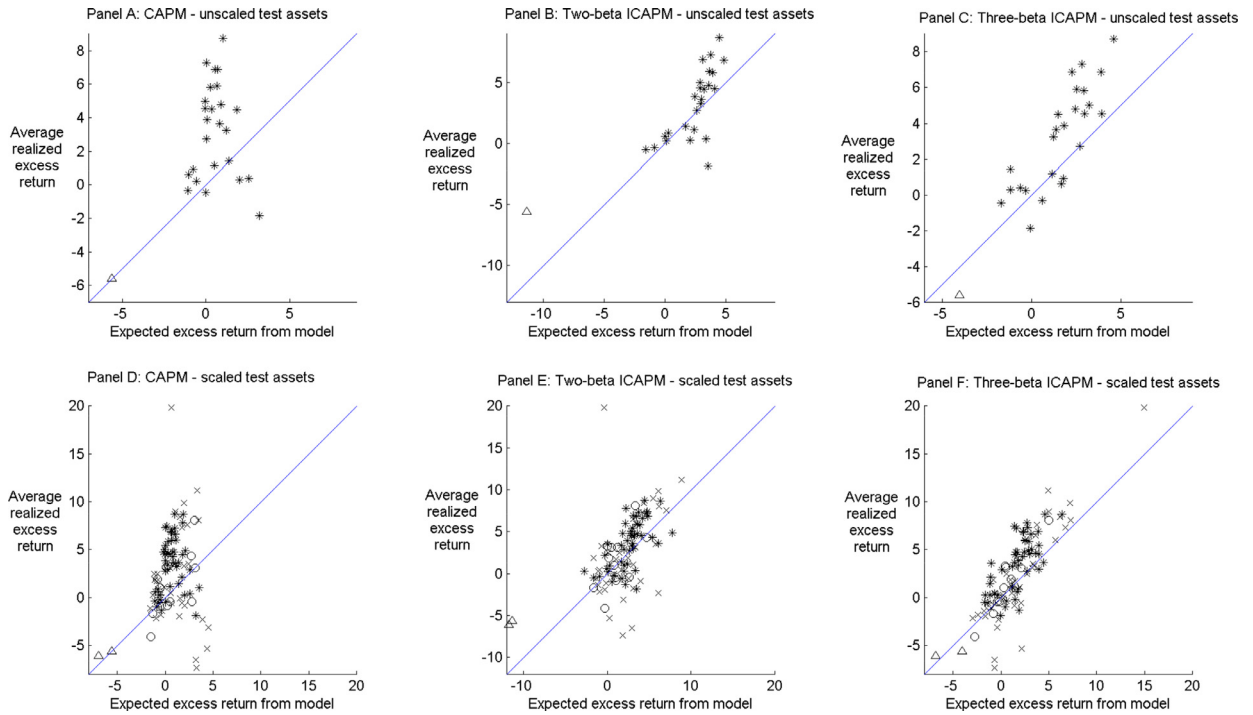 Panel A: CAPM - unscaled test assets
8
6
4
2
0
-2
-4
-6
-5
0
5
Average
realized
excess
return
Expected excess return from model
Panel B: Two-beta ICAPM - unscaled test assets
5
0
-5
-10
-10
-5
0
5
Average
realized
excess
return
Expected excess return from model
Panel C: Three-beta ICAPM - unscaled test assets
8
6
4
2
0
-2
-4
-6
-5
0
5
Average
realized
excess
return
Expected excess return from model
Panel D: CAPM - scaled test assets
20
15
10
5
0
-5
-5
0
5
10
15
20
Average
realized
excess
return
Expected excess return from model
Panel E: Two-beta ICAPM - scaled test assets
20
15
10
5
0
-5
-10
-10
-5
0
5
10
15
20
Average
realized
excess
return
Expected excess return from model
Panel F: Three-beta ICAPM - scaled test assets
20
15
10
5
0
-5
-5
0
5
10
15
20
Average
realized
excess
return
Expected excess return from model